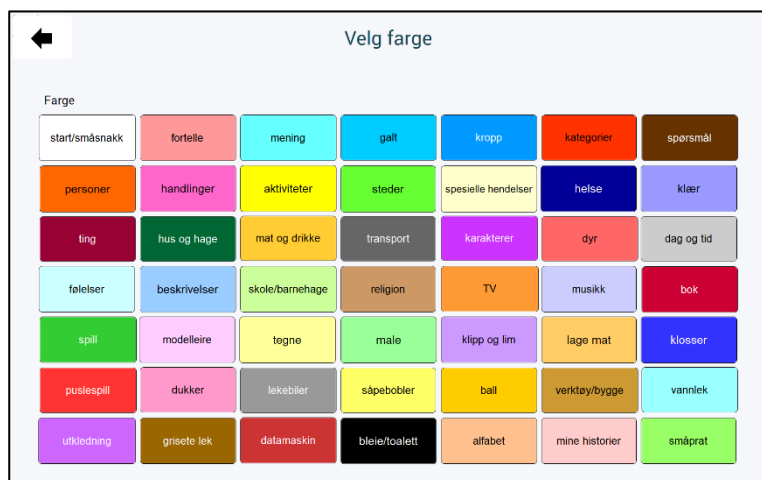 Velg farge
Farge
start/småsnakk fortelle mening galt kropp kategorier spørsmål
personer handlinger aktiviteter steder spesielle hendelser helse klær
ting hus og hage mat og drikke transport karakterer dyr dag og tid
følelser beskrivelser skole/barnehage religion TV musikk bok
spill modelleire tegne male klipp og lim lage mat klosser
puslespill dukker lekebiler såpebobler ball verktøy/bygge vannlek
utkledning grisete lek datamaskin bleie/toalett alfabet mine historier småprat